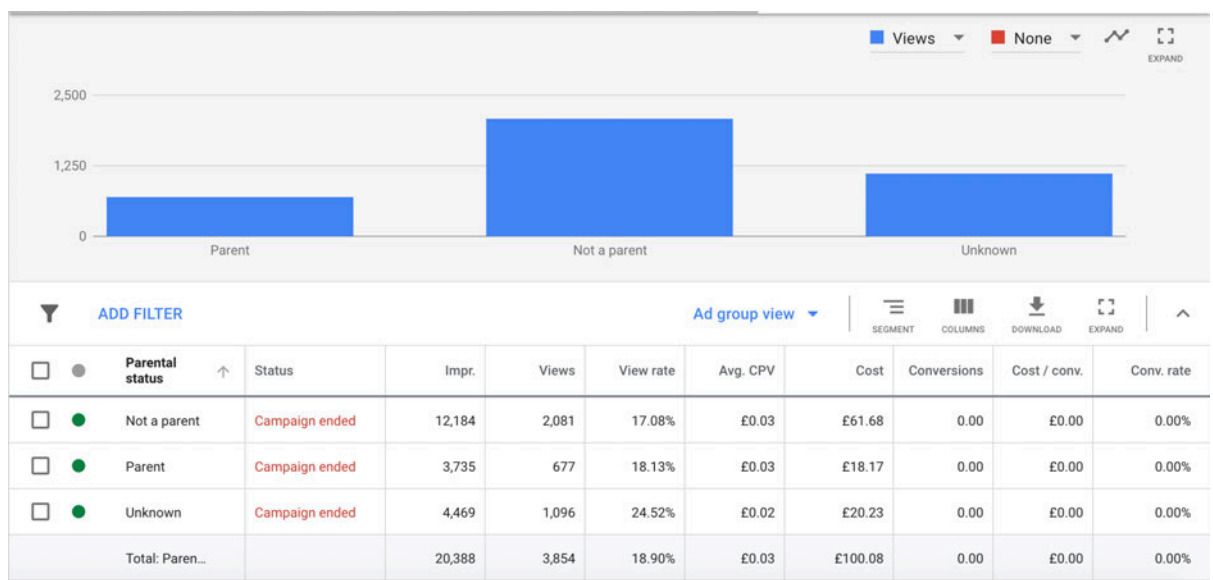 Views None
EXPAND
2,500
1,250
0
Parent Not a parent Unknown
ADD FILTER Ad group view SEGMENT COLUMNS DOWNLOAD EXPAND
Parental status Status Impr. Views View rate Avg. CPV Cost Conversions Cost / conv. Conv. rate
Not a parent Campaign ended 12,184 2,081 17.08% £0.03 £61.68 0.00 £0.00 0.00%
Parent Campaign ended 3,735 677 18.13% £0.03 £18.17 0.00 £0.00 0.00%
Unknown Campaign ended 4,469 1,096 24.52% £0.02 £20.23 0.00 £0.00 0.00%
Total: Paren... 20,388 3,854 18.90% £0.03 £100.08 0.00 £0.00 0.00%